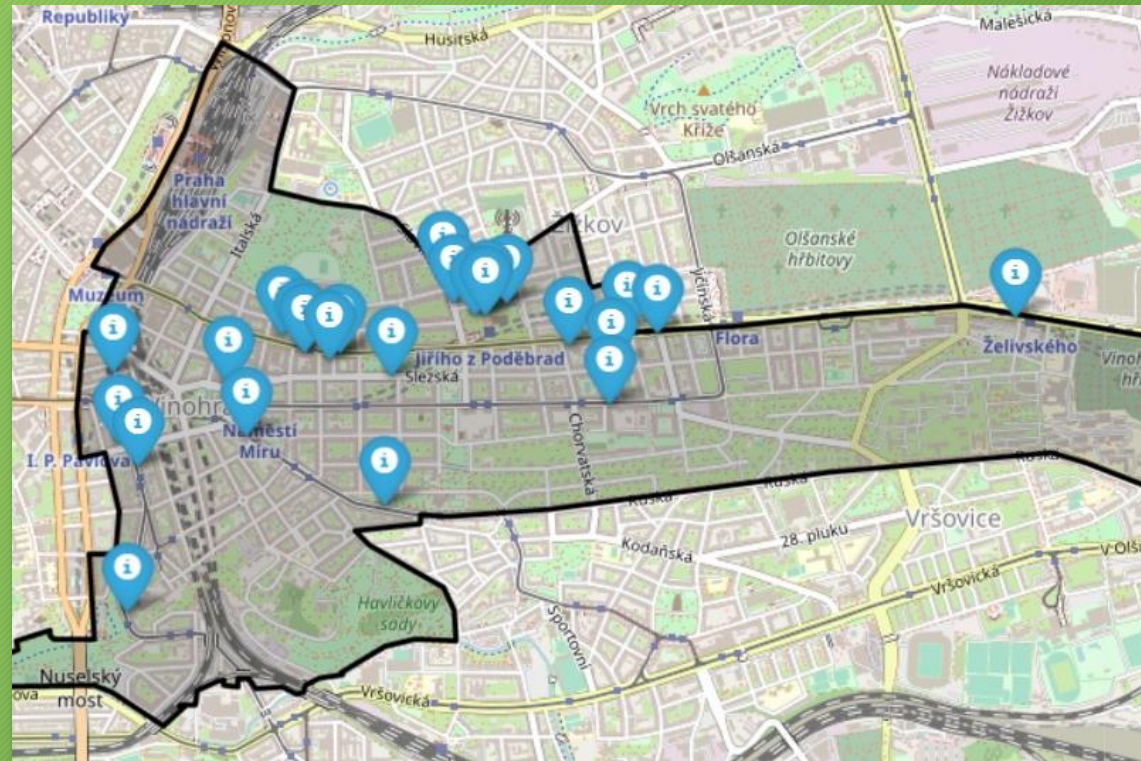 Republiky
Husitská
Malešická
Nákladové
nádraží
Žižkov
Vrch svatého
Kříže
Olšanská
Praha
hlavní
nádraží
Italská
Žižkov
Olšanské
hřbitovy
Jičínská
Muzeum
Jiřího z Poděbrad
Flora
Želivského
Slezská
Náměstí
Míru
I. P. Pavlova
Chorvatská
Ruská
Ruská
Ruská
Vršovice
Kodaňská
28. pluku
Vršovická
Havlíčkovy
sady
Sportovní
Nuselský
most
Vršovická